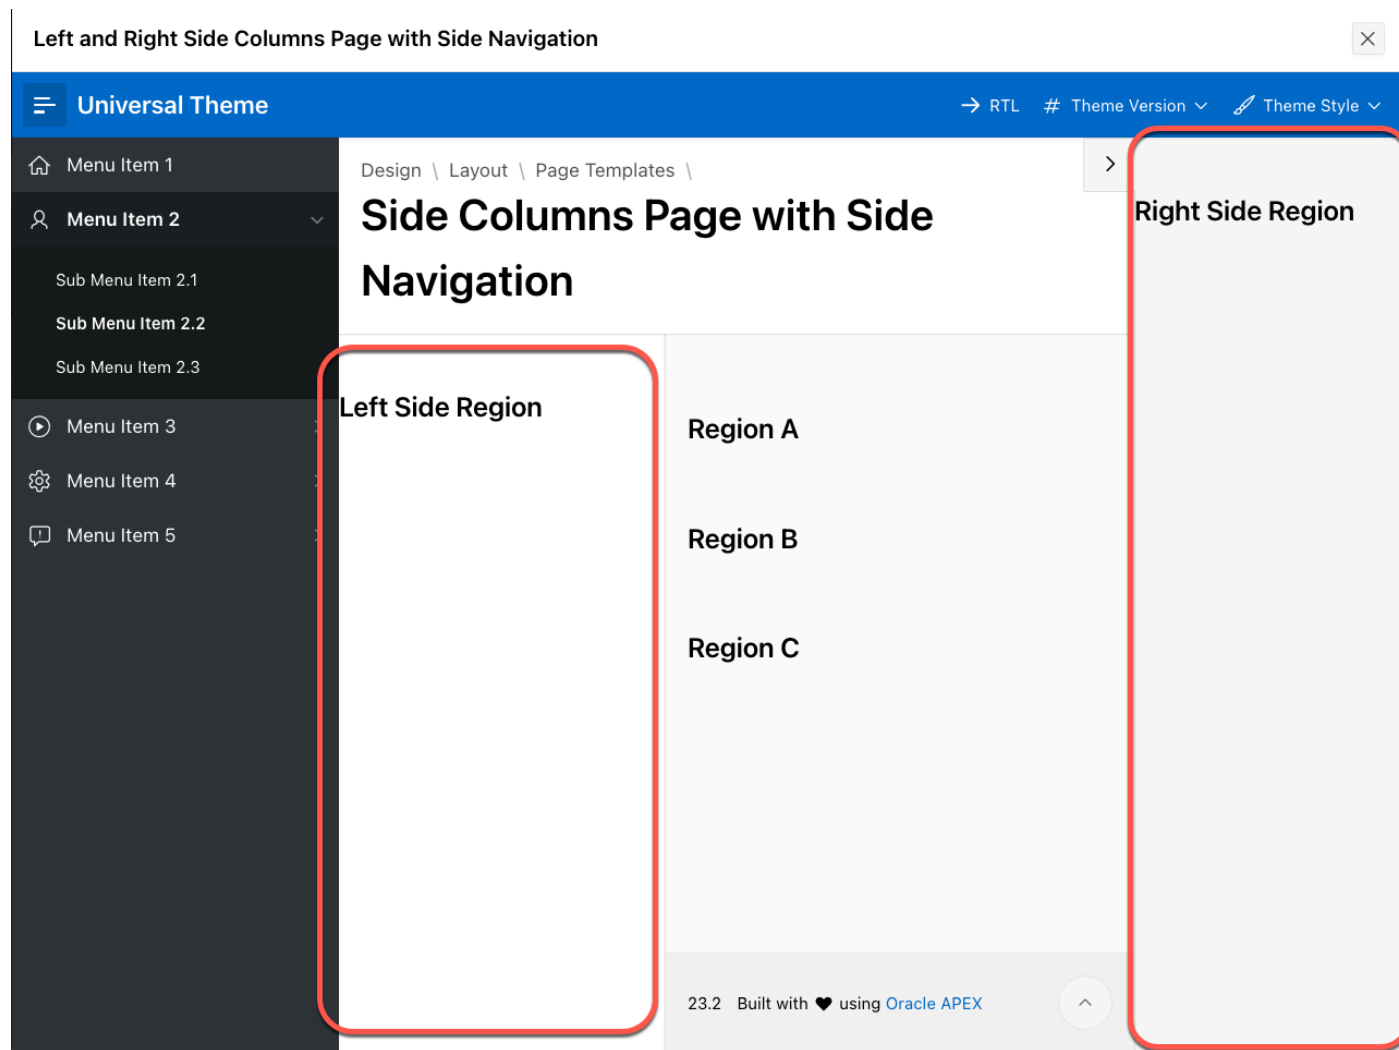 Left and Right Side Columns Page with Side Navigation
Universal Theme
RTL
# Theme Version
Theme Style
Menu Item 1
Menu Item 2
Sub Menu Item 2.1
Sub Menu Item 2.2
Sub Menu Item 2.3
Menu Item 3
Menu Item 4
Menu Item 5
Design \ Layout \ Page Templates \
Side Columns Page with Side
Navigation
Left Side Region
Region A
Region B
Region C
23.2 Built with ♥ using Oracle APEX
Right Side Region